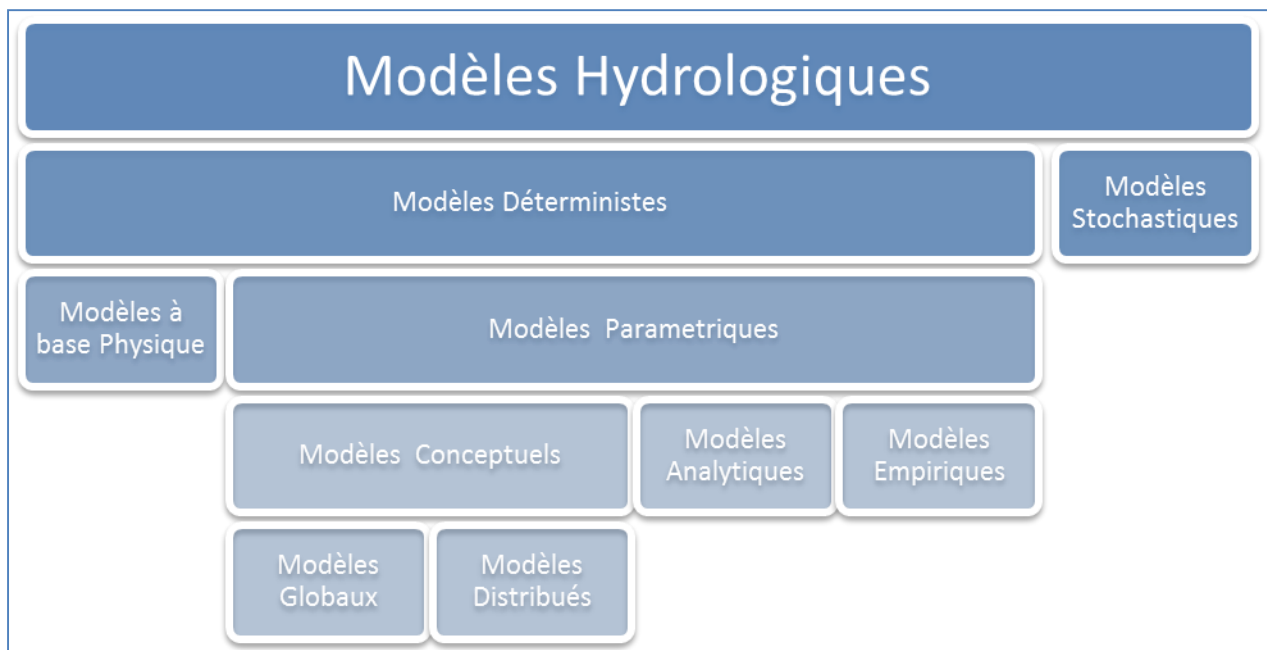 Modèles Hydrologiques
Modèles Déterministes
Modèles
Stochastiques
Modèles à
base Physique
Modèles Parametriques
Modèles Conceptuels
Modèles
Analytiques
Modèles
Empiriques
Modèles
Globaux
Modèles
Distribués